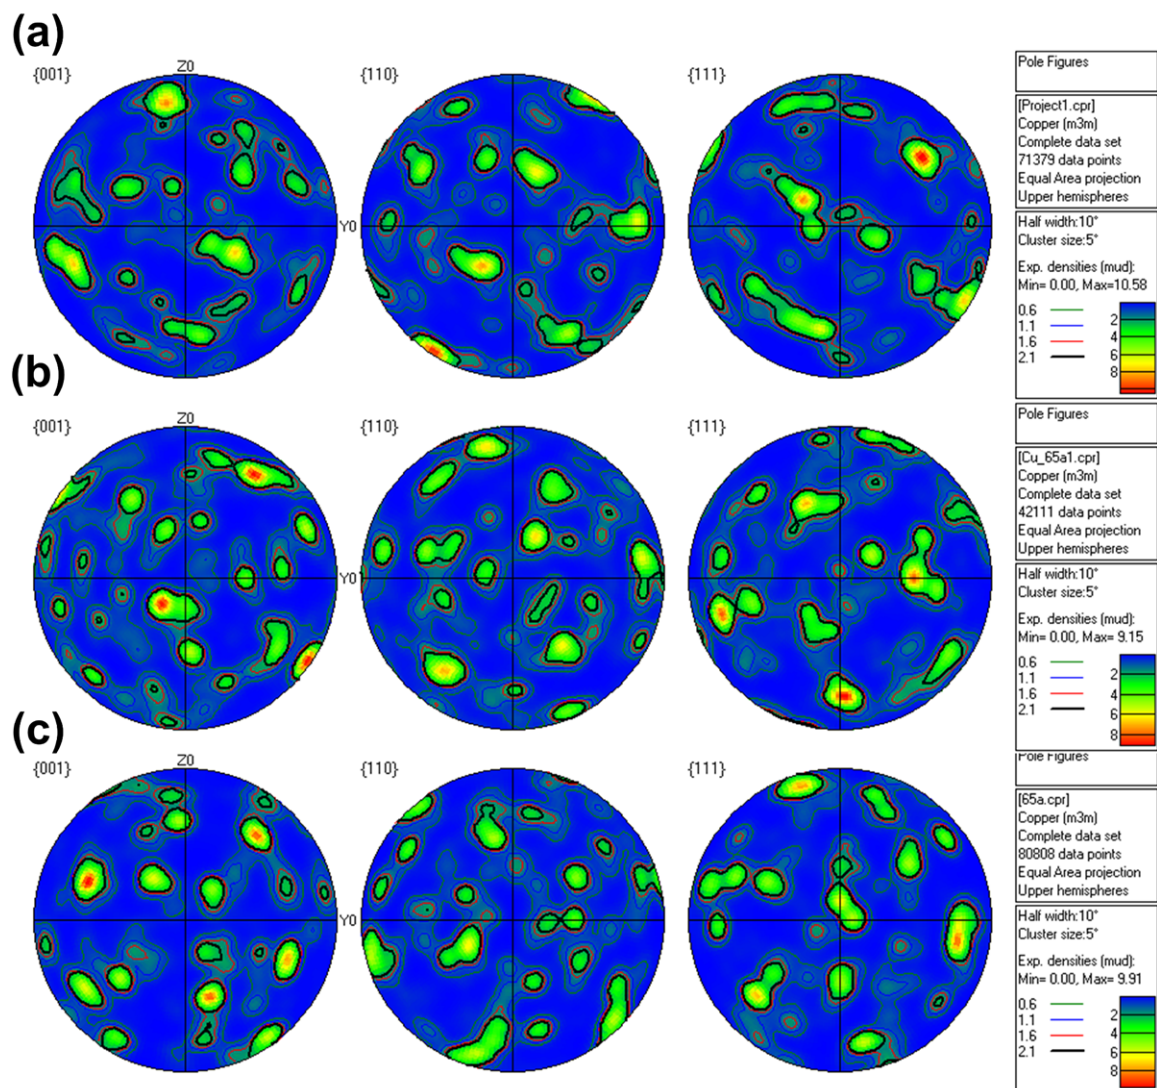 (a)
{001}
Z0
{110}
{111}
Y0
Pole Figures
[Project1.cpr]
Copper (m3m)
Complete data set
71379 data points
Equal Area projection
Upper hemispheres
Half width:10°
Cluster size:5°
Exp. densities (mud):
Min= 0.00, Max=10.58
0.6
1.1
1.6
2.1
2
4
6
8
(b)
{001}
Z0
{110}
{111}
Y0
Pole Figures
[Cu_65a1.cpr]
Copper (m3m)
Complete data set
42111 data points
Equal Area projection
Upper hemispheres
Half width:10°
Cluster size:5°
Exp. densities (mud):
Min= 0.00, Max= 9.15
0.6
1.1
1.6
2.1
2
4
6
8
(c)
{001}
Z0
{110}
{111}
Y0
Pole Figures
[65a.cpr]
Copper (m3m)
Complete data set
80808 data points
Equal Area projection
Upper hemispheres
Half width:10°
Cluster size:5°
Exp. densities (mud):
Min= 0.00, Max= 9.91
0.6
1.1
1.6
2.1
2
4
6
8